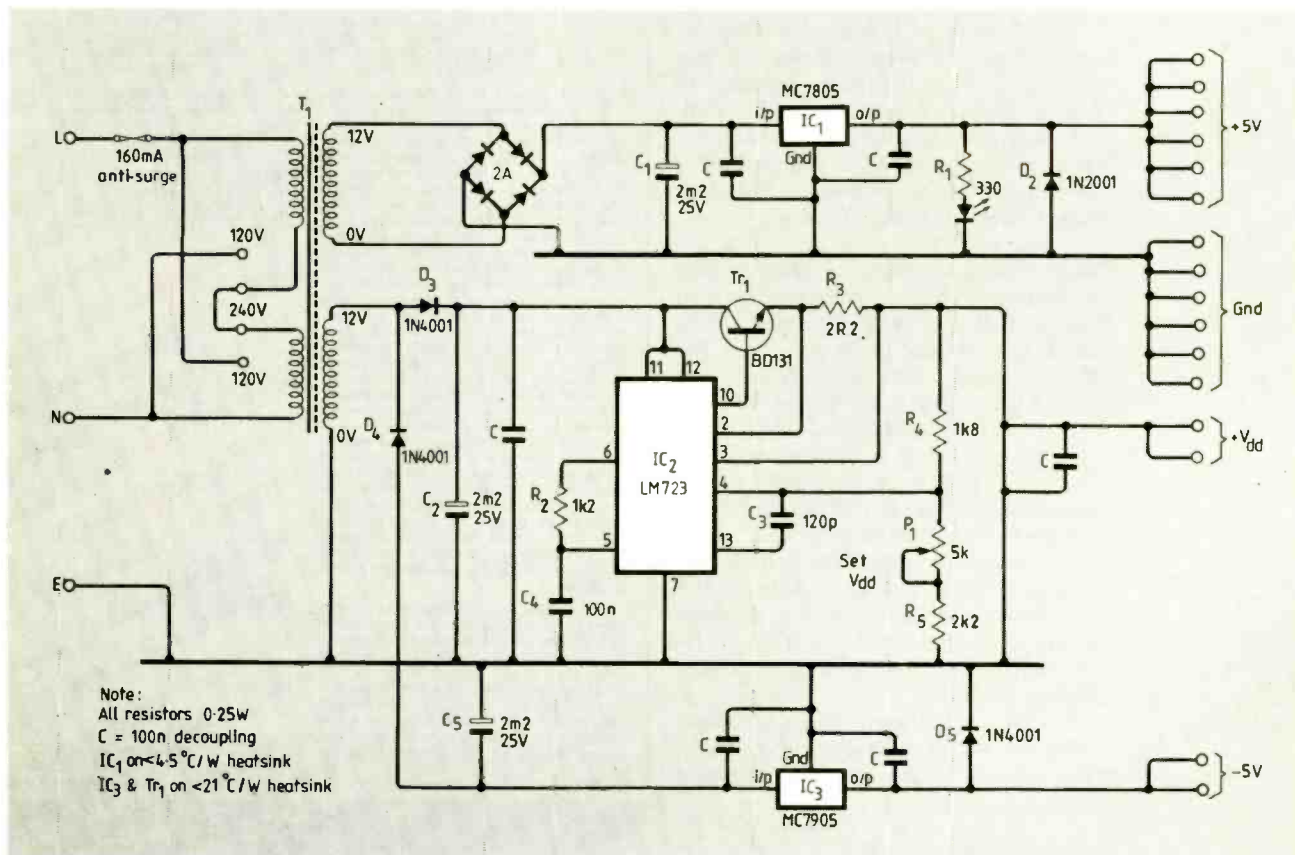 MC7805
T1
12V
i/p
IC1
o/p
L
+5V
160mA
anti-surge
2A
C1
2m2
25V
C
Gnd
C
R1
330
D2
1N2001
120V
0V
240V
12V
D3
1N4001
Tr1
R3
2R2
Gnd
120V
11
12
BD131
10
N
0V
D4
1N4001
C
2
R4
1k8
+Vdd
6
IC2
LM723
3
C
C2
2m2
25V
R2
1k2
4
C3
120p
P1
5k
5
13
Set
Vdd
E
C4
100n
7
R5
2k2
Note:
All resistors 0·25W
C = 100n decoupling
IC1 on<4·5°C/W heatsink
IC3 & Tr1 on <21°C/W heatsink
C5
2m2
25V
C
Gnd
C
D5
1N4001
i/p
IC3
o/p
-5V
MC7905